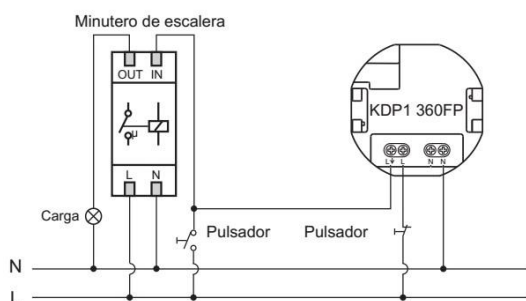 Minutero de escalera
OUT IN
μ
L N
KDP1 360FP
L↓ L N N
Carga
Pulsador
Pulsador
N
L